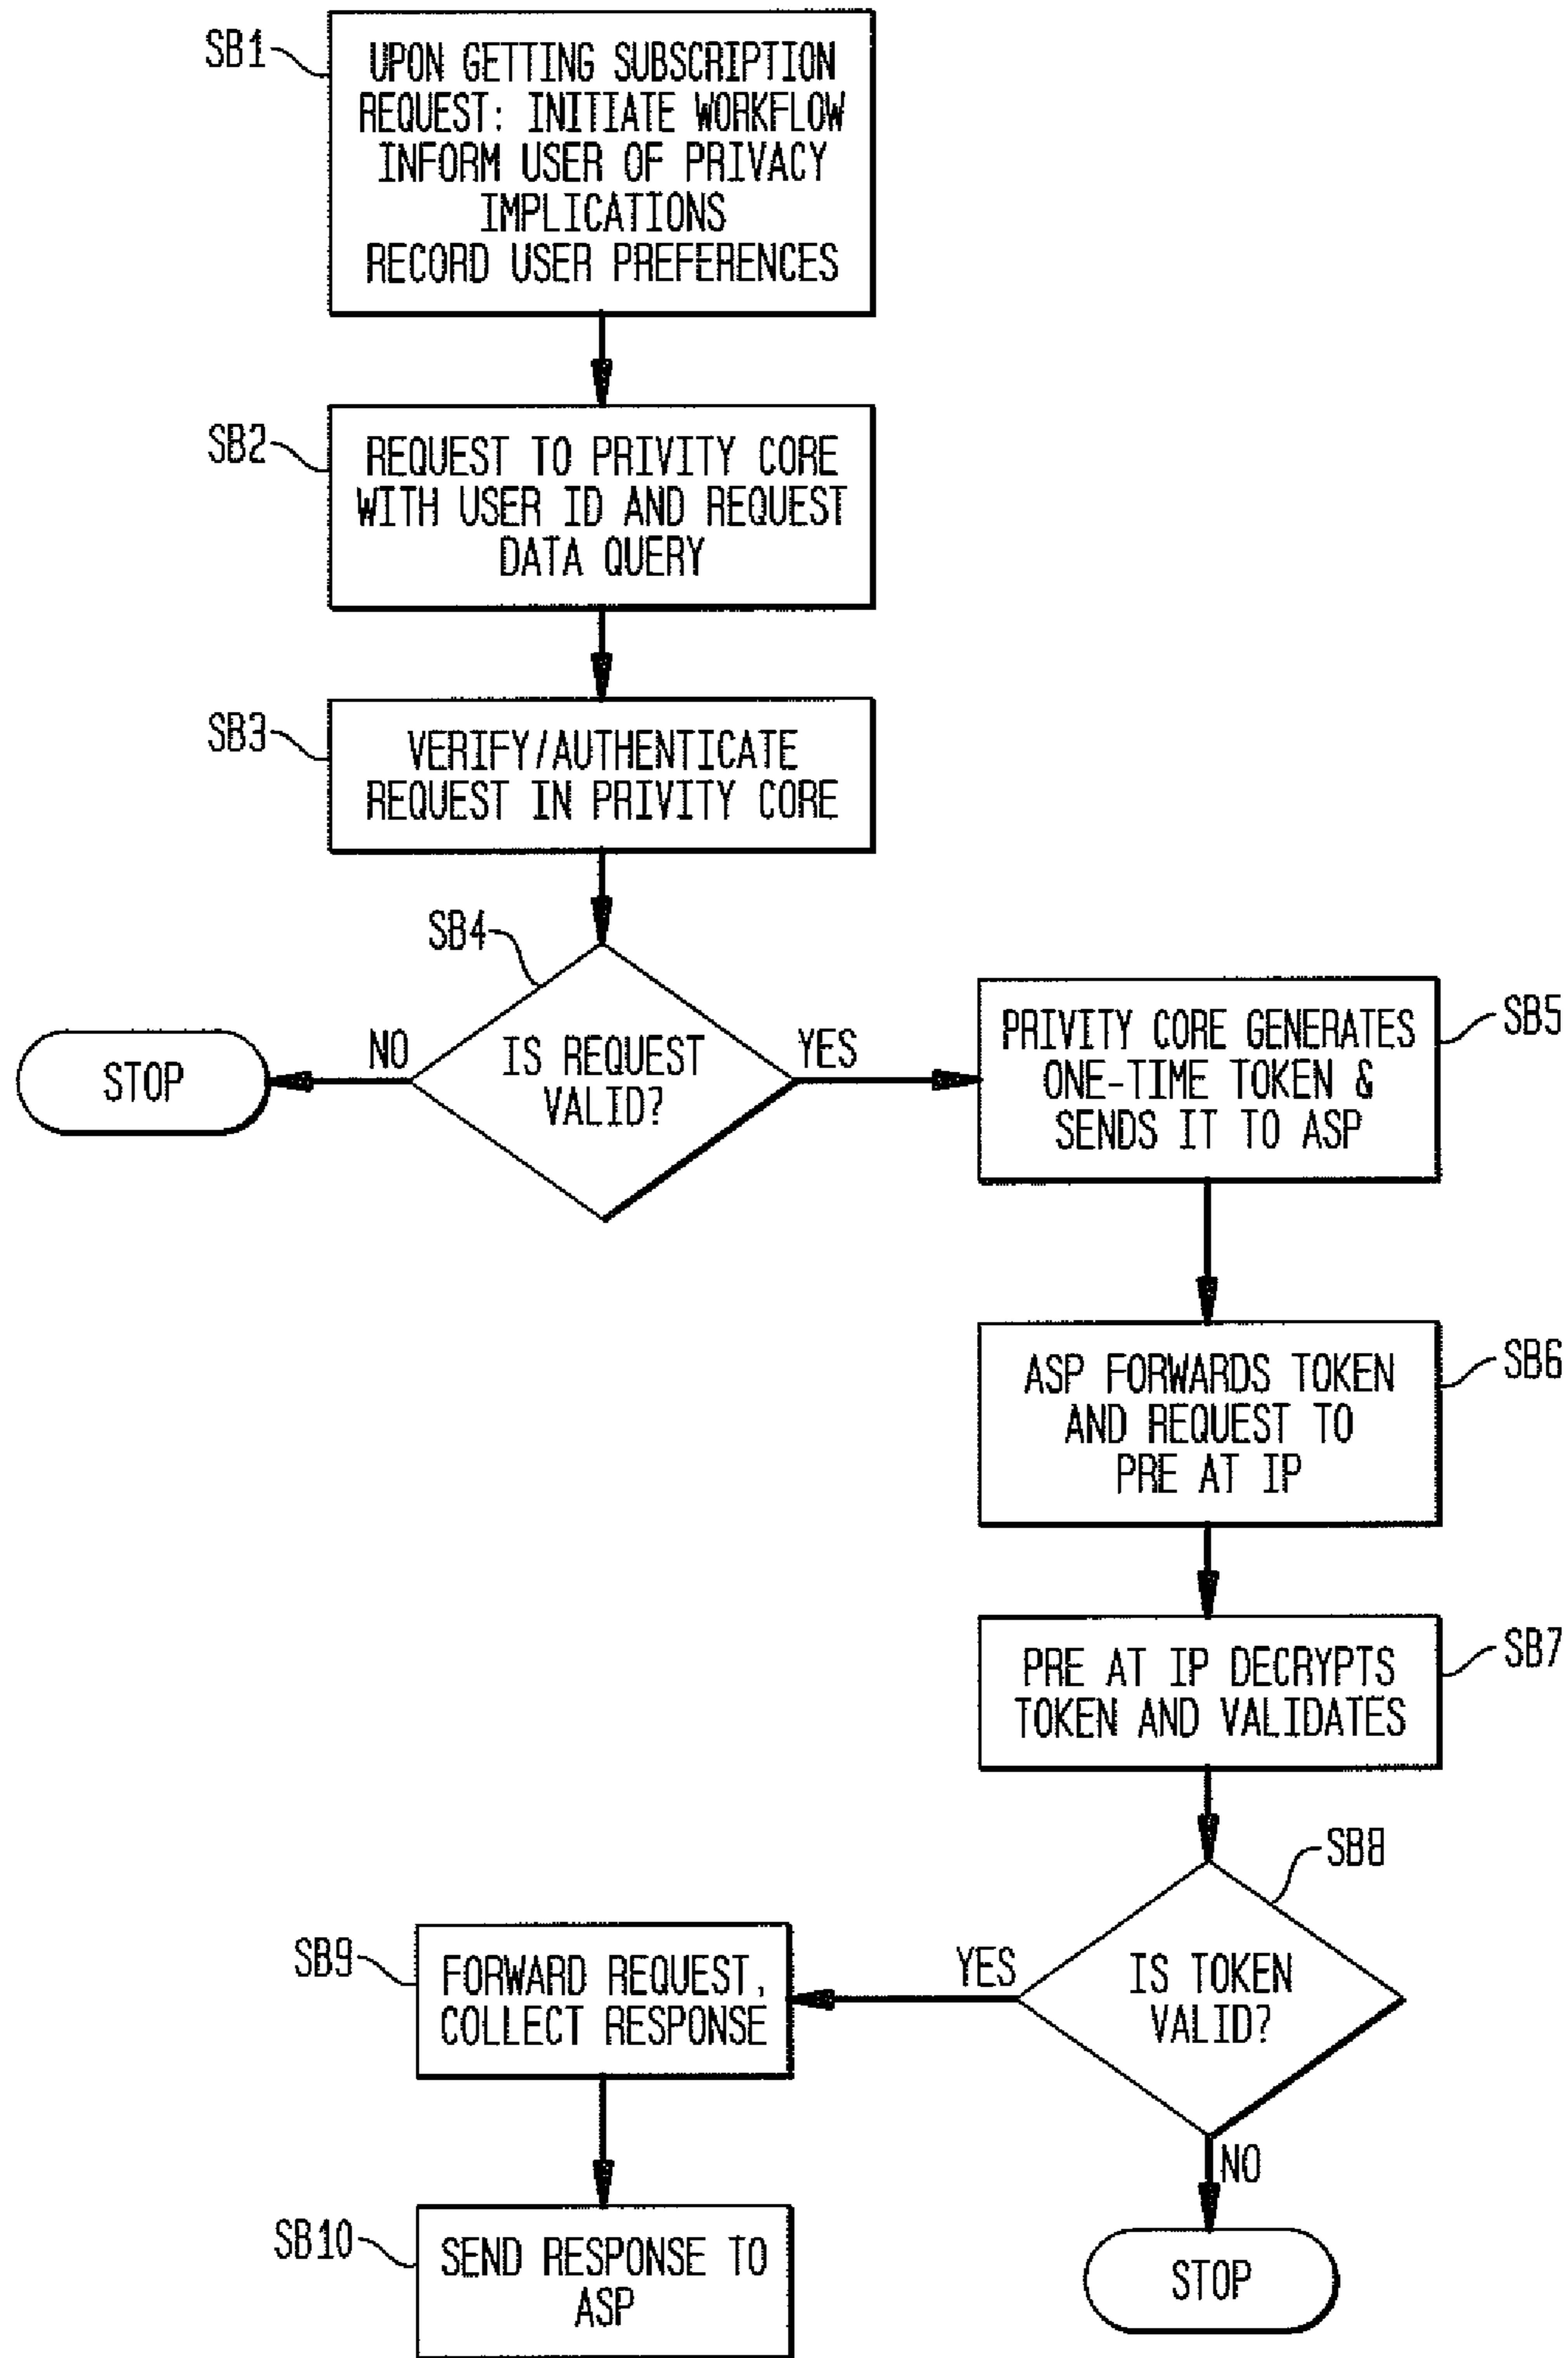 SB1
UPON GETTING SUBSCRIPTION
REQUEST: INITIATE WORKFLOW
INFORM USER OF PRIVACY
IMPLICATIONS
RECORD USER PREFERENCES
SB2
REQUEST TO PRIVITY CORE
WITH USER ID AND REQUEST
DATA QUERY
SB3
VERIFY/AUTHENTICATE
REQUEST IN PRIVITY CORE
SB4
IS REQUEST
VALID?
NO
STOP
YES
SB5
PRIVITY CORE GENERATES
ONE-TIME TOKEN &
SENDS IT TO ASP
SB6
ASP FORWARDS TOKEN
AND REQUEST TO
PRE AT IP
SB7
PRE AT IP DECRYPTS
TOKEN AND VALIDATES
SB8
IS TOKEN
VALID?
YES
NO
STOP
SB9
FORWARD REQUEST,
COLLECT RESPONSE
SB10
SEND RESPONSE TO
ASP